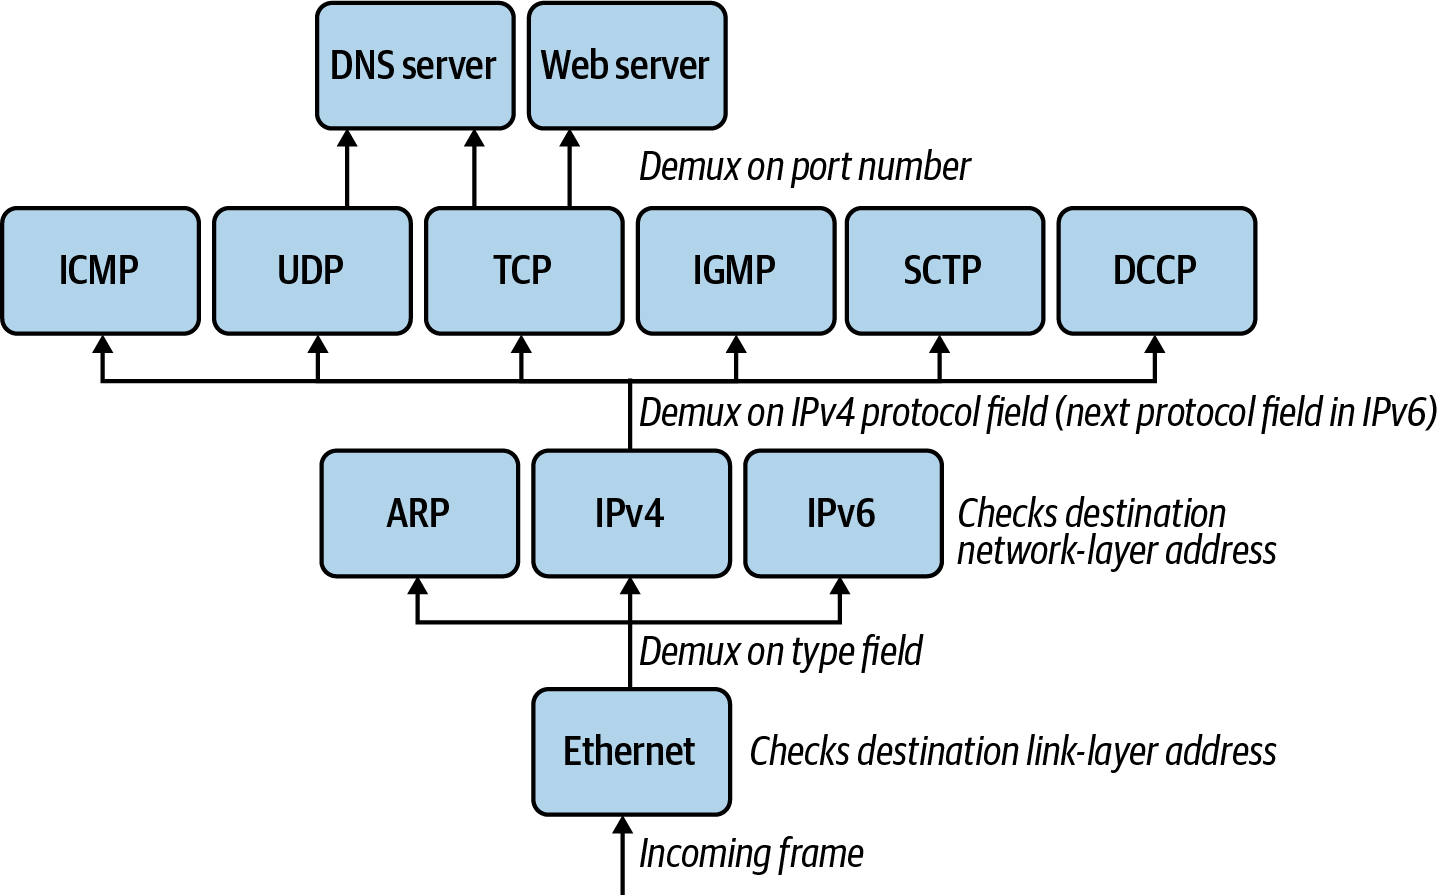 DNS server
Web server
Demux on port number
ICMP
UDP
TCP
IGMP
SCTP
DCCP
Demux on IPv4 protocol field (next protocol field in IPv6)
ARP
IPv4
IPv6
Checks destination
network-layer address
Demux on type field
Ethernet
Checks destination link-layer address
Incoming frame